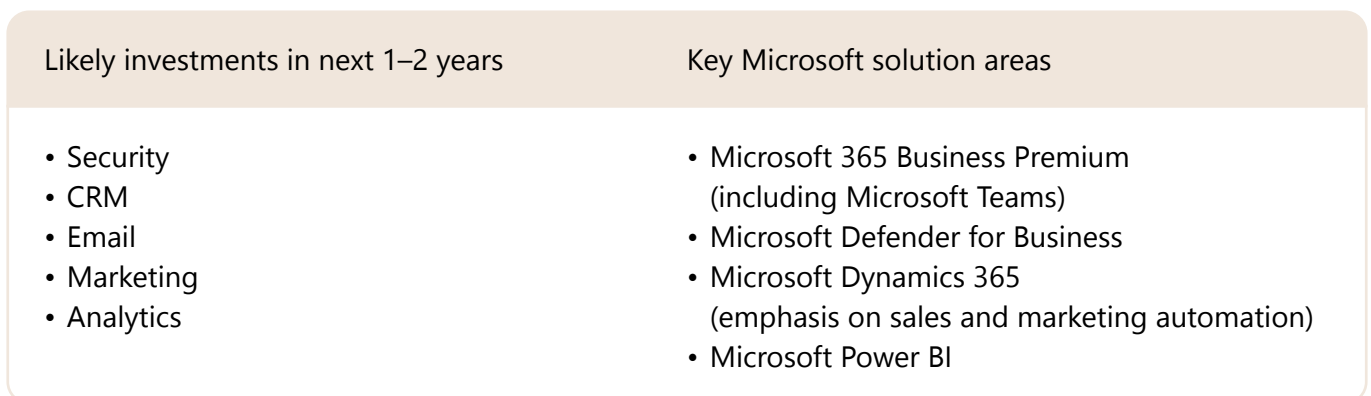 Likely investments in next 1–2 years
Key Microsoft solution areas
• Security
• CRM
• Email
• Marketing
• Analytics
• Microsoft 365 Business Premium
(including Microsoft Teams)
• Microsoft Defender for Business
• Microsoft Dynamics 365
(emphasis on sales and marketing automation)
• Microsoft Power BI